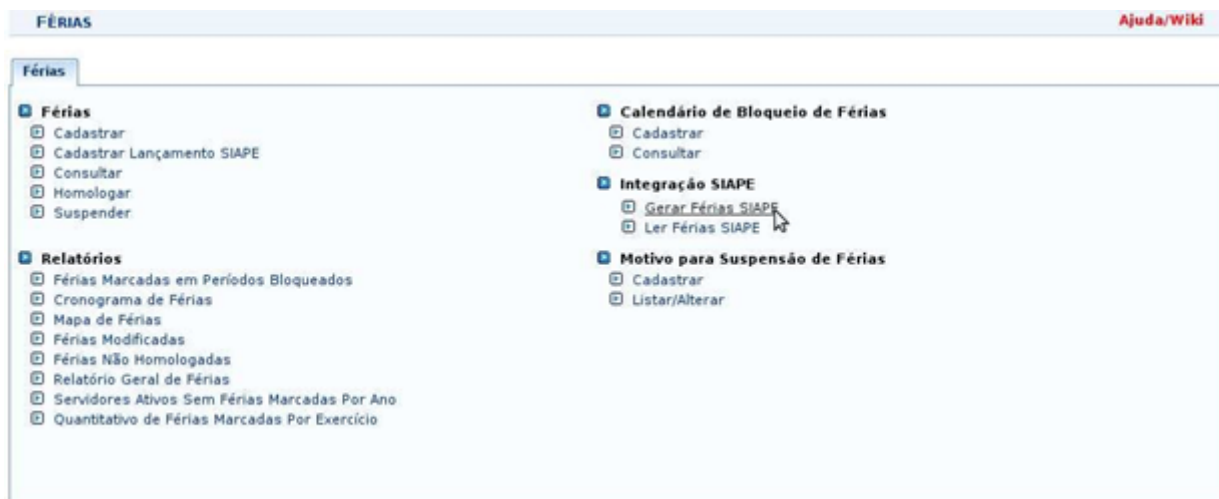 FÉRIAS
Ajuda/Wiki
Férias
Férias
Cadastrar
Cadastrar Lançamento SIAPE
Consultar
Homologar
Suspender
Relatórios
Férias Marcadas em Períodos Bloqueados
Cronograma de Férias
Mapa de Férias
Férias Modificadas
Férias Não Homologadas
Relatório Geral de Férias
Servidores Ativos Sem Férias Marcadas Por Ano
Quantitativo de Férias Marcadas Por Exercício
Calendário de Bloqueio de Férias
Cadastrar
Consultar
Integração SIAPE
Gerar Férias SIAPE
Ler Férias SIAPE
Motivo para Suspensão de Férias
Cadastrar
Listar/Alterar